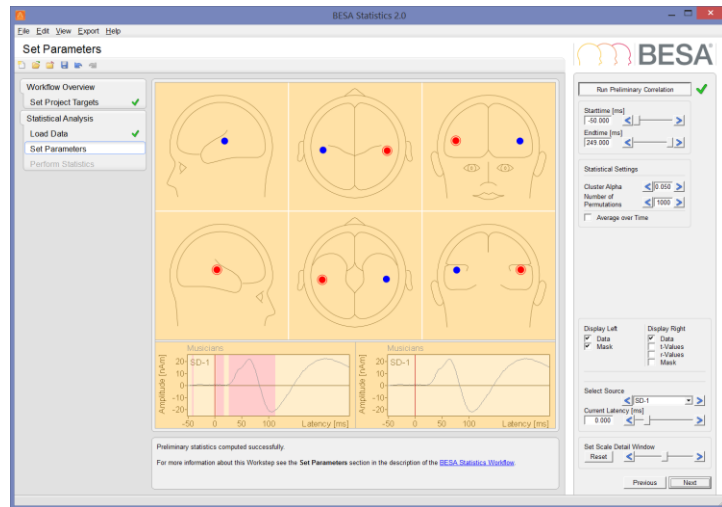 BESA Statistics 2.0
File Edit View Export Help
Set Parameters
BESA
Workflow Overview
Set Project Targets
Statistical Analysis
Load Data
Set Parameters
Perform Statistics
Run Preliminary Correlation
Starttime [ms]
-50.000
Endtime [ms]
249.000
Statistical Settings
Cluster Alpha
0.050
Number of
Permutations
1000
Average over Time
Display Left
Data
Mask
Display Right
Data
t-Values
r-Values
Mask
Select Source
SD-1
Current Latency [ms]
0.000
Set Scale Detail Window
Reset
Previous
Next
Musicians
SD-1
Amplitude [nAm]
20
10
0
-10
-20
-50 0 50 100
Latency [ms]
Musicians
SD-1
Amplitude [nAm]
20
10
0
-10
-20
-50 0 50 100
Latency [ms]
Preliminary statistics computed successfully.
For more information about this Workstep see the Set Parameters section in the description of the BESA Statistics Workflow.